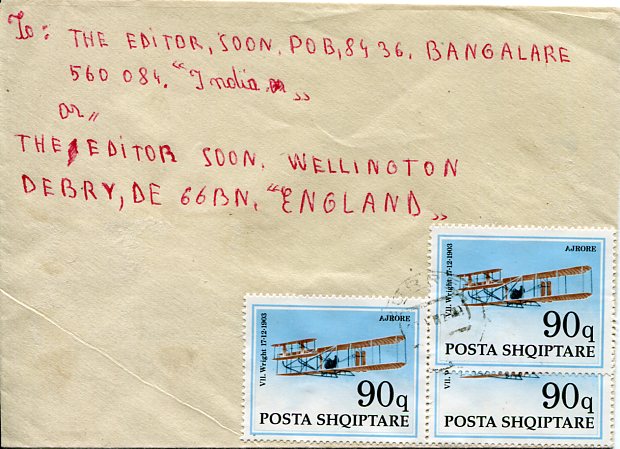 To: THE EDITOR, SOON. POB, 8436. BANGALARE
560 084. "India"
or "
THE EDITOR SOON. WELLINGTON
DEBRY, DE 66BN. "ENGLAND"
AJRORE
Vll. Wright 17-12-1903
90q
POSTA SHQIPTARE
AJRORE
Vll. Wright 17-12-1903
90q
POSTA SHQIPTARE
90q
POSTA SHQIPTARE